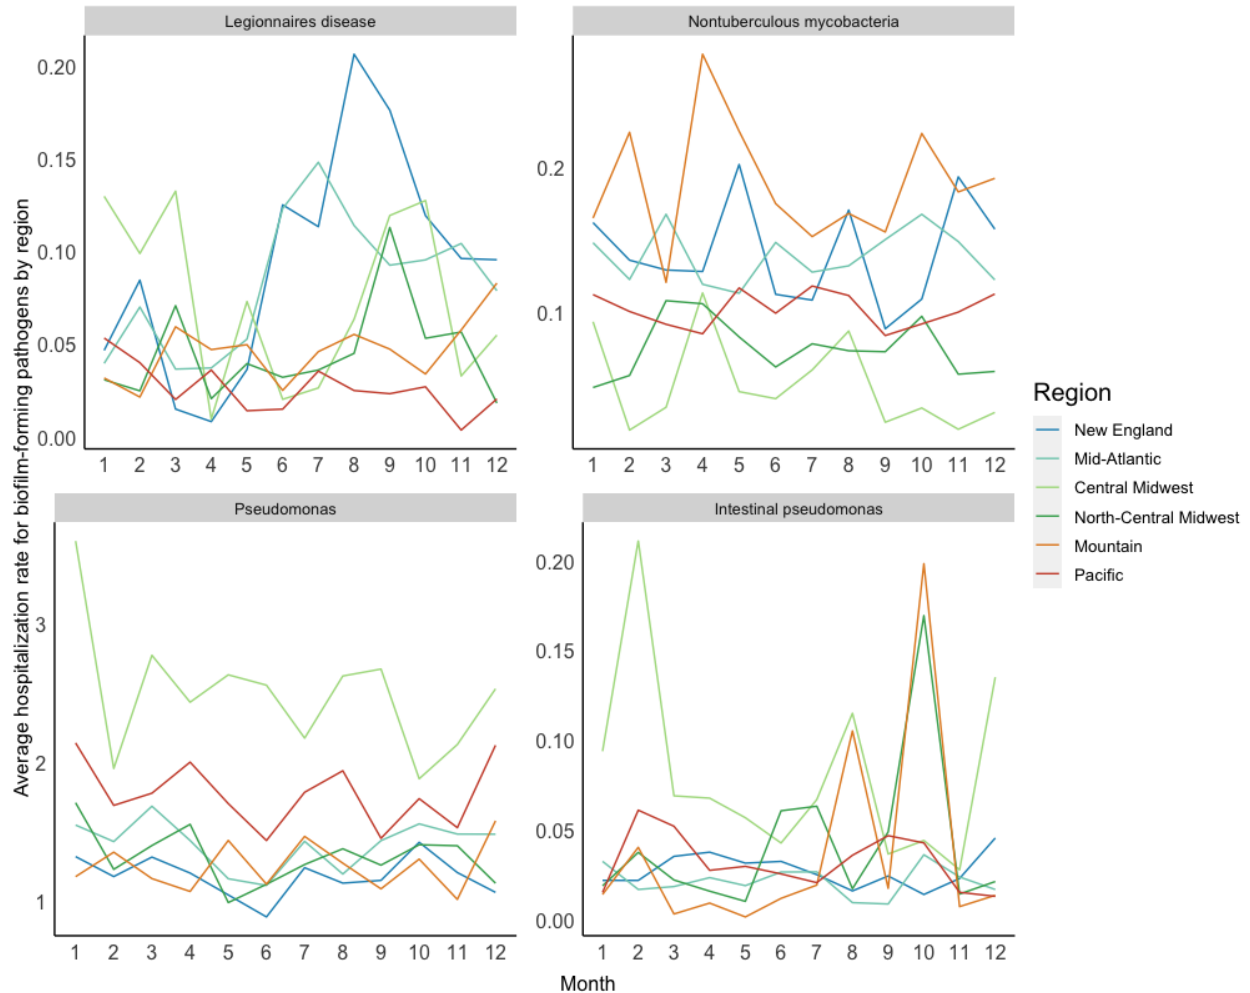 Legionnaires disease
Nontuberculous mycobacteria
0.20
0.15
0.10
0.05
0.00
1 2 3 4 5 6 7 8 9 10 11 12
0.2
0.1
1 2 3 4 5 6 7 8 9 10 11 12
Average hospitalization rate for biofilm-forming pathogens by region
Pseudomonas
Intestinal pseudomonas
3
2
1
1 2 3 4 5 6 7 8 9 10 11 12
0.20
0.15
0.10
0.05
0.00
1 2 3 4 5 6 7 8 9 10 11 12
Month
Region
New England
Mid-Atlantic
Central Midwest
North-Central Midwest
Mountain
Pacific